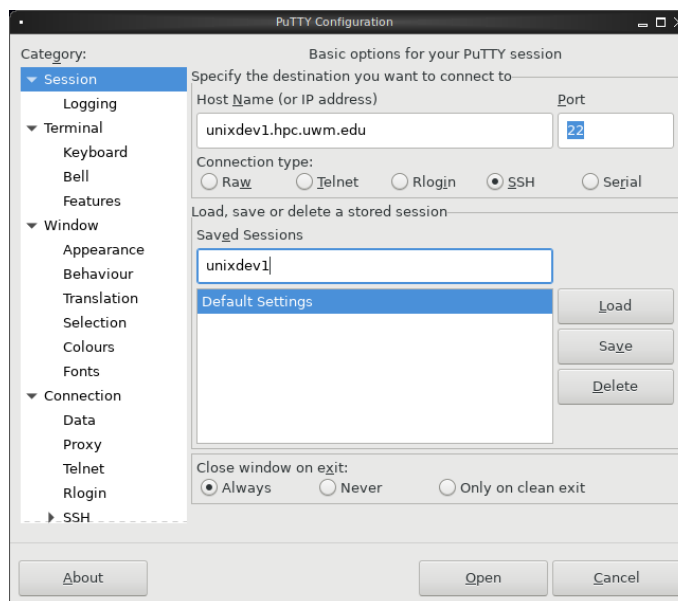 PuTTY Configuration
Category:
Session
Logging
Terminal
Keyboard
Bell
Features
Window
Appearance
Behaviour
Translation
Selection
Colours
Fonts
Connection
Data
Proxy
Telnet
Rlogin
SSH
Basic options for your PuTTY session
Specify the destination you want to connect to
Host Name (or IP address) Port
unixdev1.hpc.uwm.edu 22
Connection type:
Raw Telnet Rlogin SSH Serial
Load, save or delete a stored session
Saved Sessions
unixdev1
Default Settings
Load
Save
Delete
Close window on exit:
Always Never Only on clean exit
About Open Cancel